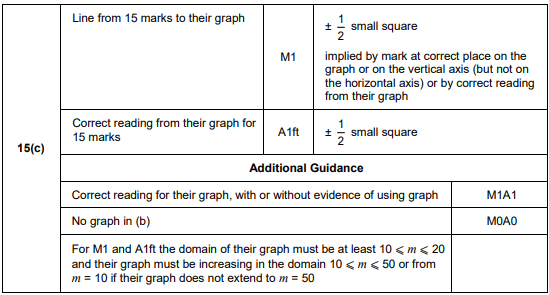 15(c)
Line from 15 marks to their graph
M1
± 1/2 small square
implied by mark at correct place on the
graph or on the vertical axis (but not on
the horizontal axis) or by correct reading
from their graph
Correct reading from their graph for
15 marks
A1ft
± 1/2 small square
Additional Guidance
Correct reading for their graph, with or without evidence of using graph
M1A1
No graph in (b)
M0A0
For M1 and A1ft the domain of their graph must be at least 10 ⩽ m ⩽ 20
and their graph must be increasing in the domain 10 ⩽ m ⩽ 50 or from
m = 10 if their graph does not extend to m = 50